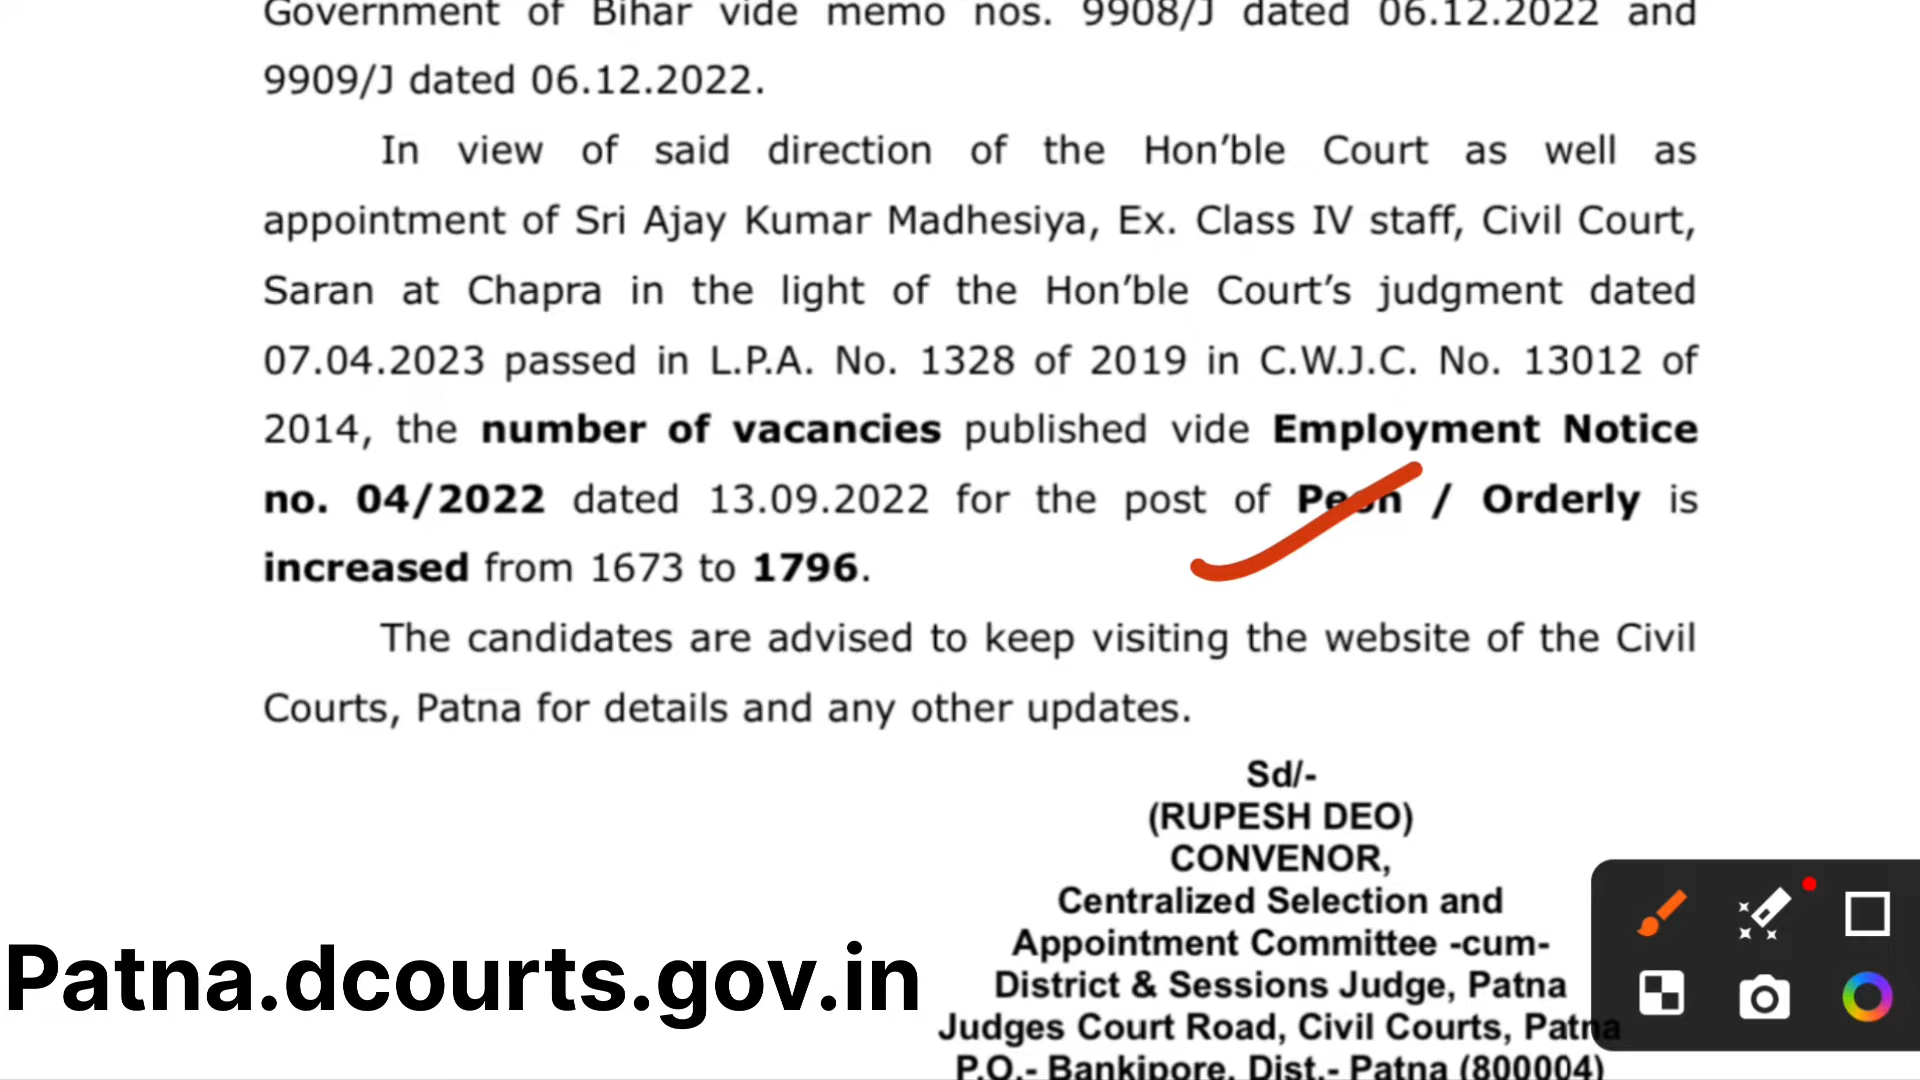 Government of Bihar vide memo nos. 9908/J dated 06.12.2022 and
9909/J dated 06.12.2022.
In view of said direction of the Hon’ble Court as well as
appointment of Sri Ajay Kumar Madhesiya, Ex. Class IV staff, Civil Court,
Saran at Chapra in the light of the Hon’ble Court’s judgment dated
07.04.2023 passed in L.P.A. No. 1328 of 2019 in C.W.J.C. No. 13012 of
2014, the number of vacancies published vide Employment Notice
no. 04/2022 dated 13.09.2022 for the post of Peon / Orderly is
increased from 1673 to 1796.
The candidates are advised to keep visiting the website of the Civil
Courts, Patna for details and any other updates.
Sd/-
(RUPESH DEO)
CONVENOR,
Centralized Selection and
Appointment Committee -cum-
District & Sessions Judge, Patna
Judges Court Road, Civil Courts, Patna
P.O.- Bankipore, Dist.- Patna (800004)
Patna.dcourts.gov.in